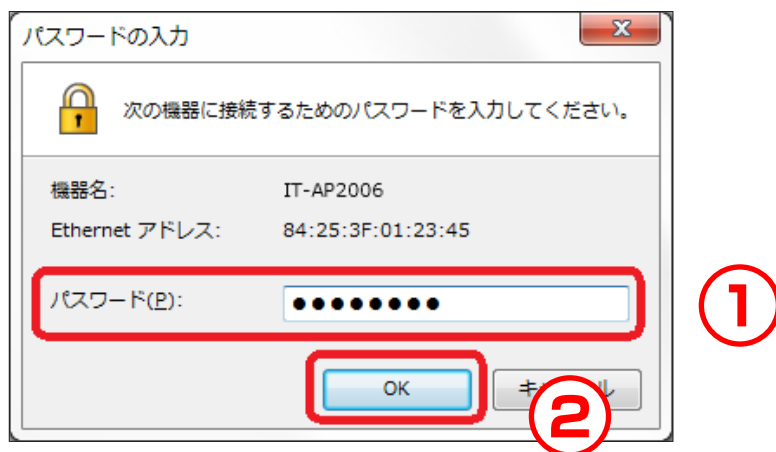 パスワードの入力
次の機器に接続するためのパスワードを入力してください。
機器名: IT-AP2006
Ethernet アドレス: 84:25:3F:01:23:45
パスワード(P): ●●●●●●●●
①
OK
②